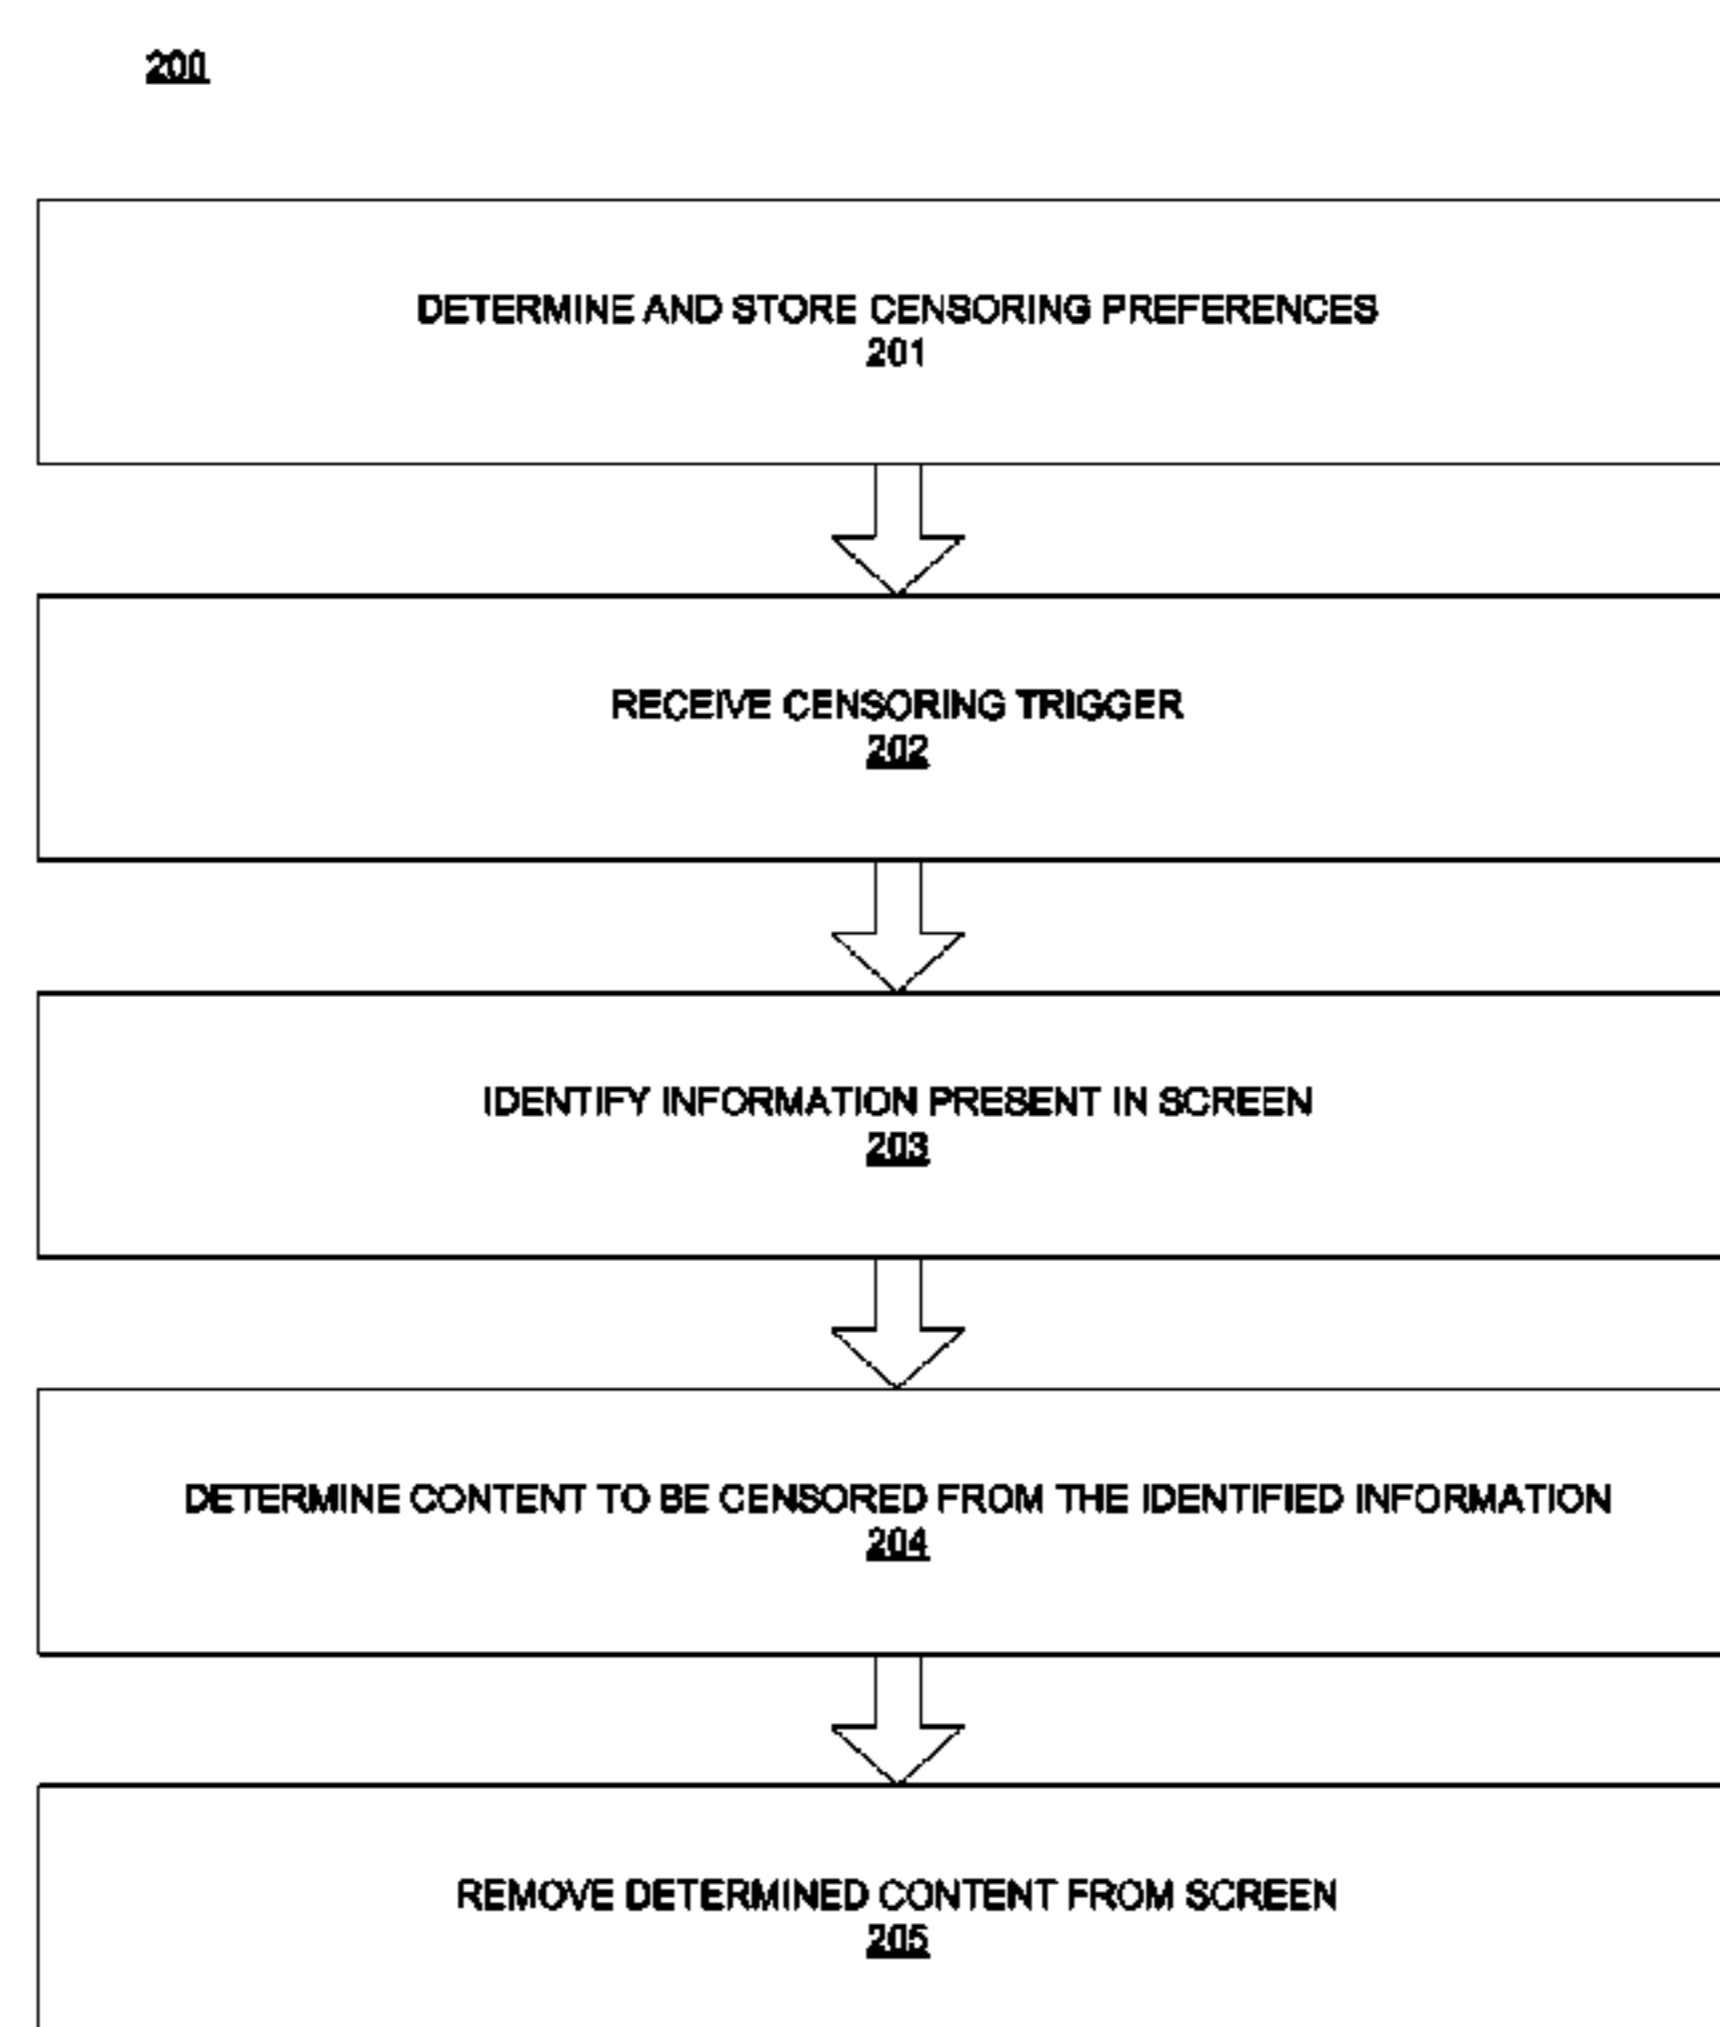 200
DETERMINE AND STORE CENSORING PREFERENCES
201
RECEIVE CENSORING TRIGGER
202
IDENTIFY INFORMATION PRESENT IN SCREEN
203
DETERMINE CONTENT TO BE CENSORED FROM THE IDENTIFIED INFORMATION
204
REMOVE DETERMINED CONTENT FROM SCREEN
205